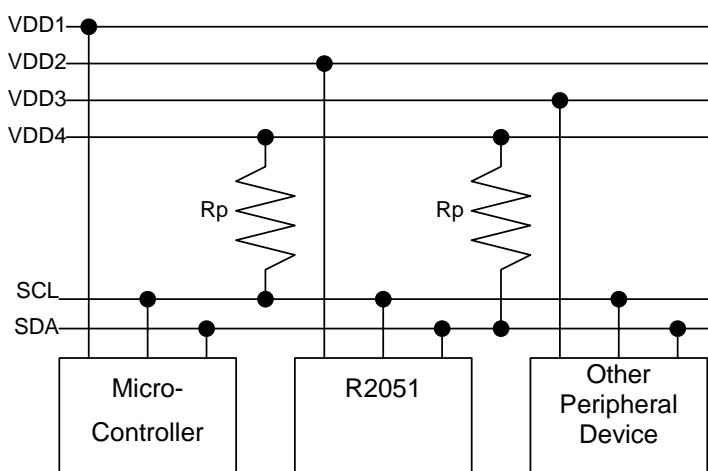 VDD1
VDD2
VDD3
VDD4
Rp
Rp
SCL
SDA
Micro-
Controller
R2051
Other
Peripheral
Device